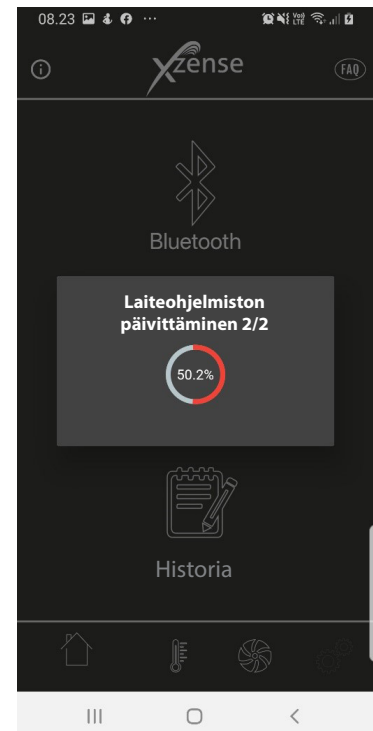 08.23
Xzense
FAQ
Bluetooth
Laiteohjelmiston
päivittäminen 2/2
50.2%
Historia